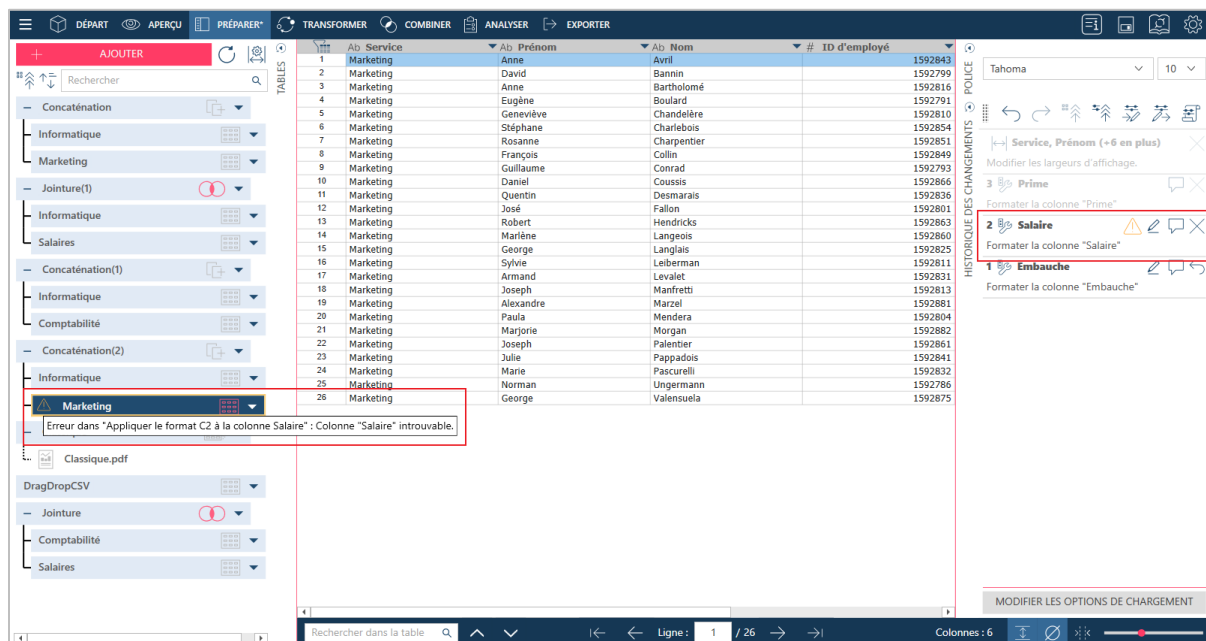 DÉPART APERÇU PRÉPARER* TRANSFORMER COMBINER ANALYSER EXPORTER
AJOUTER
Rechercher
Concaténation
Informatique
Marketing
Jointure(1)
Informatique
Salaires
Concaténation(1)
Informatique
Comptabilité
Concaténation(2)
Informatique
Marketing
Erreur dans "Appliquer le format C2 à la colonne Salaire" : Colonne "Salaire" introuvable.
Classique.pdf
DragDropCSV
Jointure
Comptabilité
Salaires
TABLES
Ab Service Ab Prénom Ab Nom # ID d'employé
1 Marketing Anne Avril 1592843
2 Marketing David Bannin 1592799
3 Marketing Anne Bartholomé 1592816
4 Marketing Eugène Boulard 1592791
5 Marketing Geneviève Chandelère 1592810
6 Marketing Stéphane Charlebois 1592854
7 Marketing Rosanne Charpentier 1592851
8 Marketing François Collin 1592849
9 Marketing Guillaume Conrad 1592793
10 Marketing Daniel Coussis 1592866
11 Marketing Quentin Desmarais 1592836
12 Marketing José Fallon 1592801
13 Marketing Robert Hendricks 1592863
14 Marketing Marlène Langeois 1592860
15 Marketing George Langlais 1592825
16 Marketing Sylvie Leiberman 1592811
17 Marketing Armand Levalet 1592831
18 Marketing Joseph Manfretti 1592813
19 Marketing Alexandre Marzel 1592881
20 Marketing Paula Mendera 1592804
21 Marketing Marjorie Morgan 1592882
22 Marketing Joseph Palentier 1592861
23 Marketing Julie Pappadois 1592841
24 Marketing Marie Pascurelli 1592832
25 Marketing Norman Ungermann 1592786
26 Marketing George Valensuela 1592875
Rechercher dans la table Ligne : 1 / 26 Colonnes : 6
POLICE
Tahoma 10
HISTORIQUE DES CHANGEMENTS
Service, Prénom (+6 en plus)
Modifier les largeurs d'affichage.
3 Prime
Formater la colonne "Prime"
2 Salaire
Formater la colonne "Salaire"
1 Embauche
Formater la colonne "Embauche"
MODIFIER LES OPTIONS DE CHARGEMENT